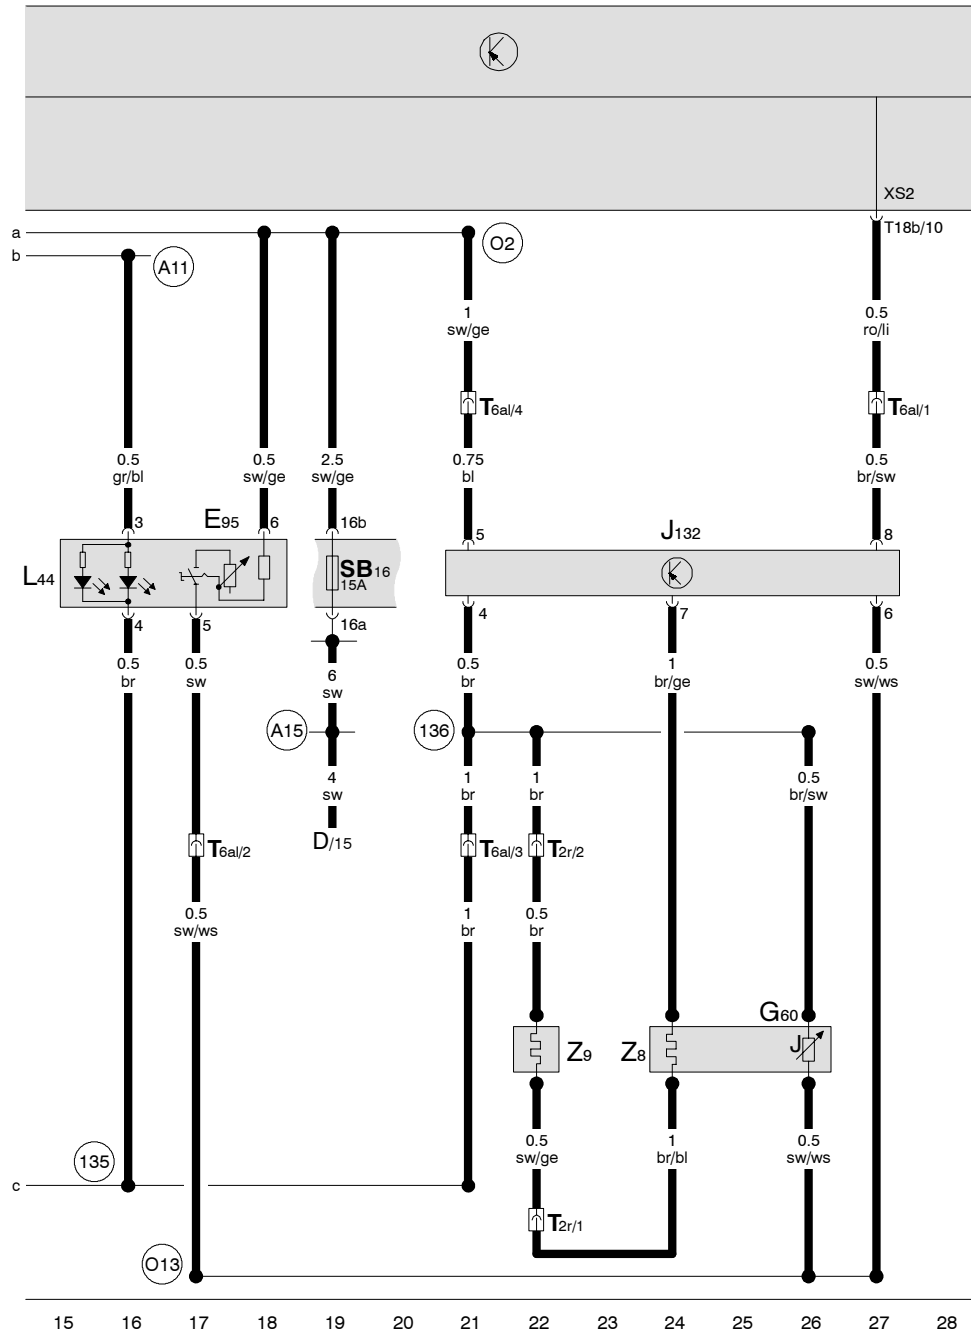 XS2
T18b/10
a
O2
b
A11
1
sw/ge
0.5
ro/li
T6al/4
T6al/1
0.5
gr/bl
0.5
sw/ge
2.5
sw/ge
0.75
bl
0.5
br/sw
3
E95
6
16b
5
J132
8
L44
SB16
15A
4
5
16a
4
7
6
0.5
br
0.5
sw
6
sw
0.5
br
1
br/ge
0.5
sw/ws
A15
136
4
sw
1
br
1
br
0.5
br/sw
D/15
T6al/2
T6al/3
T2r/2
0.5
sw/ws
1
br
0.5
br
G60
Z9
Z8
J
0.5
sw/ge
1
br/bl
0.5
sw/ws
135
c
T2r/1
O13
15 16 17 18 19 20 21 22 23 24 25 26 27 28